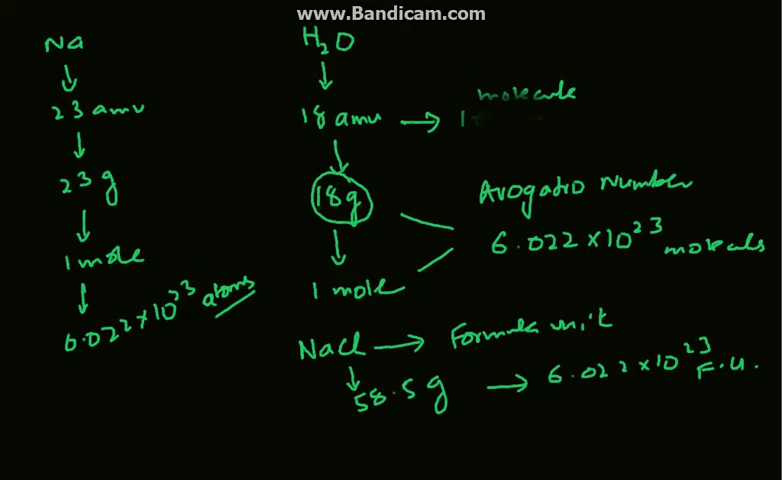 www.Bandicam.com
Na
↓
23 amu
↓
23 g
↓
1 mole
↓
6.022 × 10²³ atoms
H₂O
↓
18 amu → 1
molecule
↓
18g
↓
1 mole
Avogadro Number
6.022 × 10²³ molecules
NaCl → Formula unit
↓
58.5 g → 6.022 × 10²³ F.U.